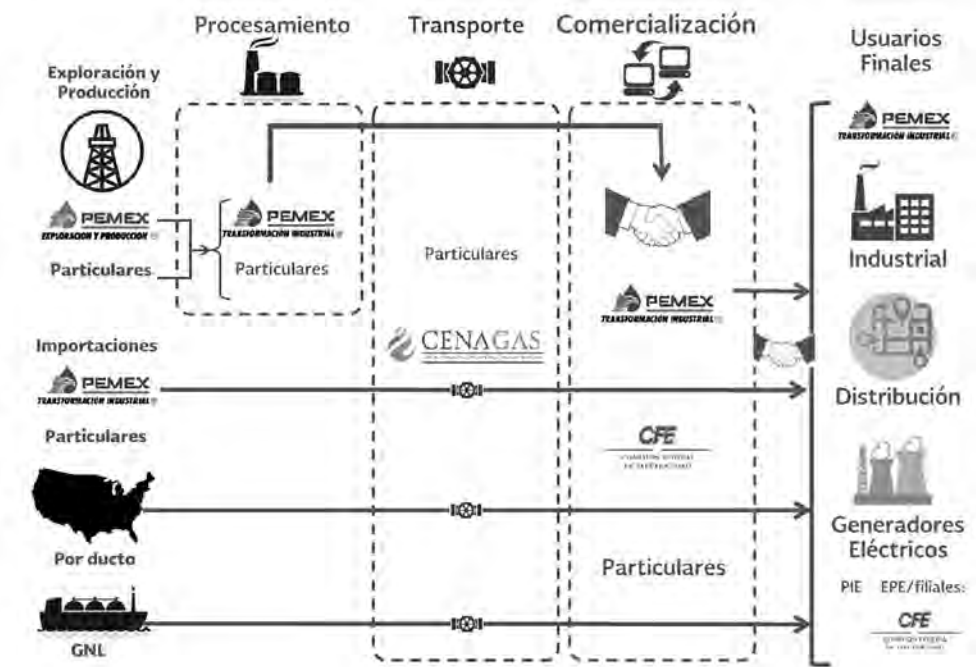 Exploración y
Producción
PEMEX
EXPLORACIÓN Y PRODUCCIÓN
Particulares
Importaciones
PEMEX
TRANSFORMACIÓN INDUSTRIAL
Particulares
Por ducto
GNL
Procesamiento
PEMEX
TRANSFORMACIÓN INDUSTRIAL
Particulares
Transporte
Particulares
CENAGAS
Comercialización
PEMEX
TRANSFORMACIÓN INDUSTRIAL
CFE
Particulares
Usuarios
Finales
PEMEX
TRANSFORMACIÓN INDUSTRIAL
Industrial
Distribución
Generadores
Eléctricos
PIE EPE/filiales:
CFE